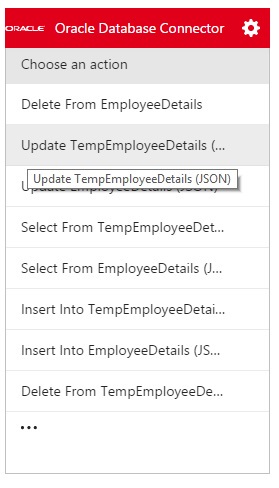 ORACLE Oracle Database Connector
Choose an action
Delete From EmployeeDetails
Update TempEmployeeDetails (...
Update TempEmployeeDetails (JSON)
Update EmployeeDetails (JSON)
Select From TempEmployeeDet...
Select From EmployeeDetails (J...
Insert Into TempEmployeeDetai...
Insert Into EmployeeDetails (JS...
Delete From TempEmployeeDe...
...